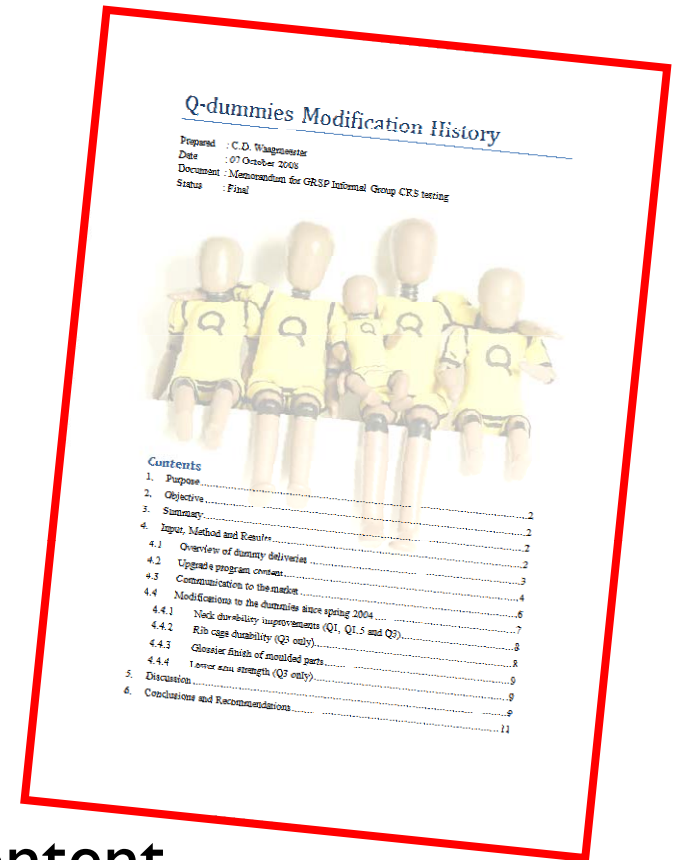 Q-dummies Modification History
Prepared : C.D. Waagmeester
Date : 07 October 2008
Document : Memorandum for GRSP Informal Group CRS testing
Status : Final
Q Q Q Q Q
Contents
1. Purpose 2
2. Objective 2
3. Summary 2
4. Input, Method and Results 2
4.1 Overview of dummy deliveries 3
4.2 Upgrade program content 4
4.3 Communication to the market 6
4.4 Modifications to the dummies since spring 2004 7
4.4.1 Neck durability improvements (Q1, Q1.5 and Q3) 8
4.4.2 Rib cage durability (Q3 only) 8
4.4.3 Glossier finish of moulded parts 9
4.4.4 Lower arm strength (Q3 only) 9
5. Discussion 9
6. Conclusions and Recommendations 11